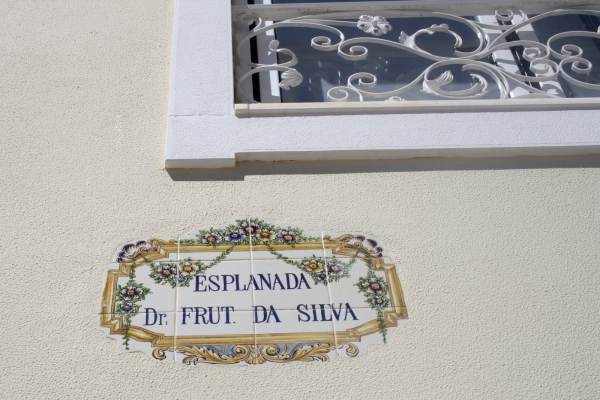 ESPLANADA
Dr. FRUT. DA SILVA